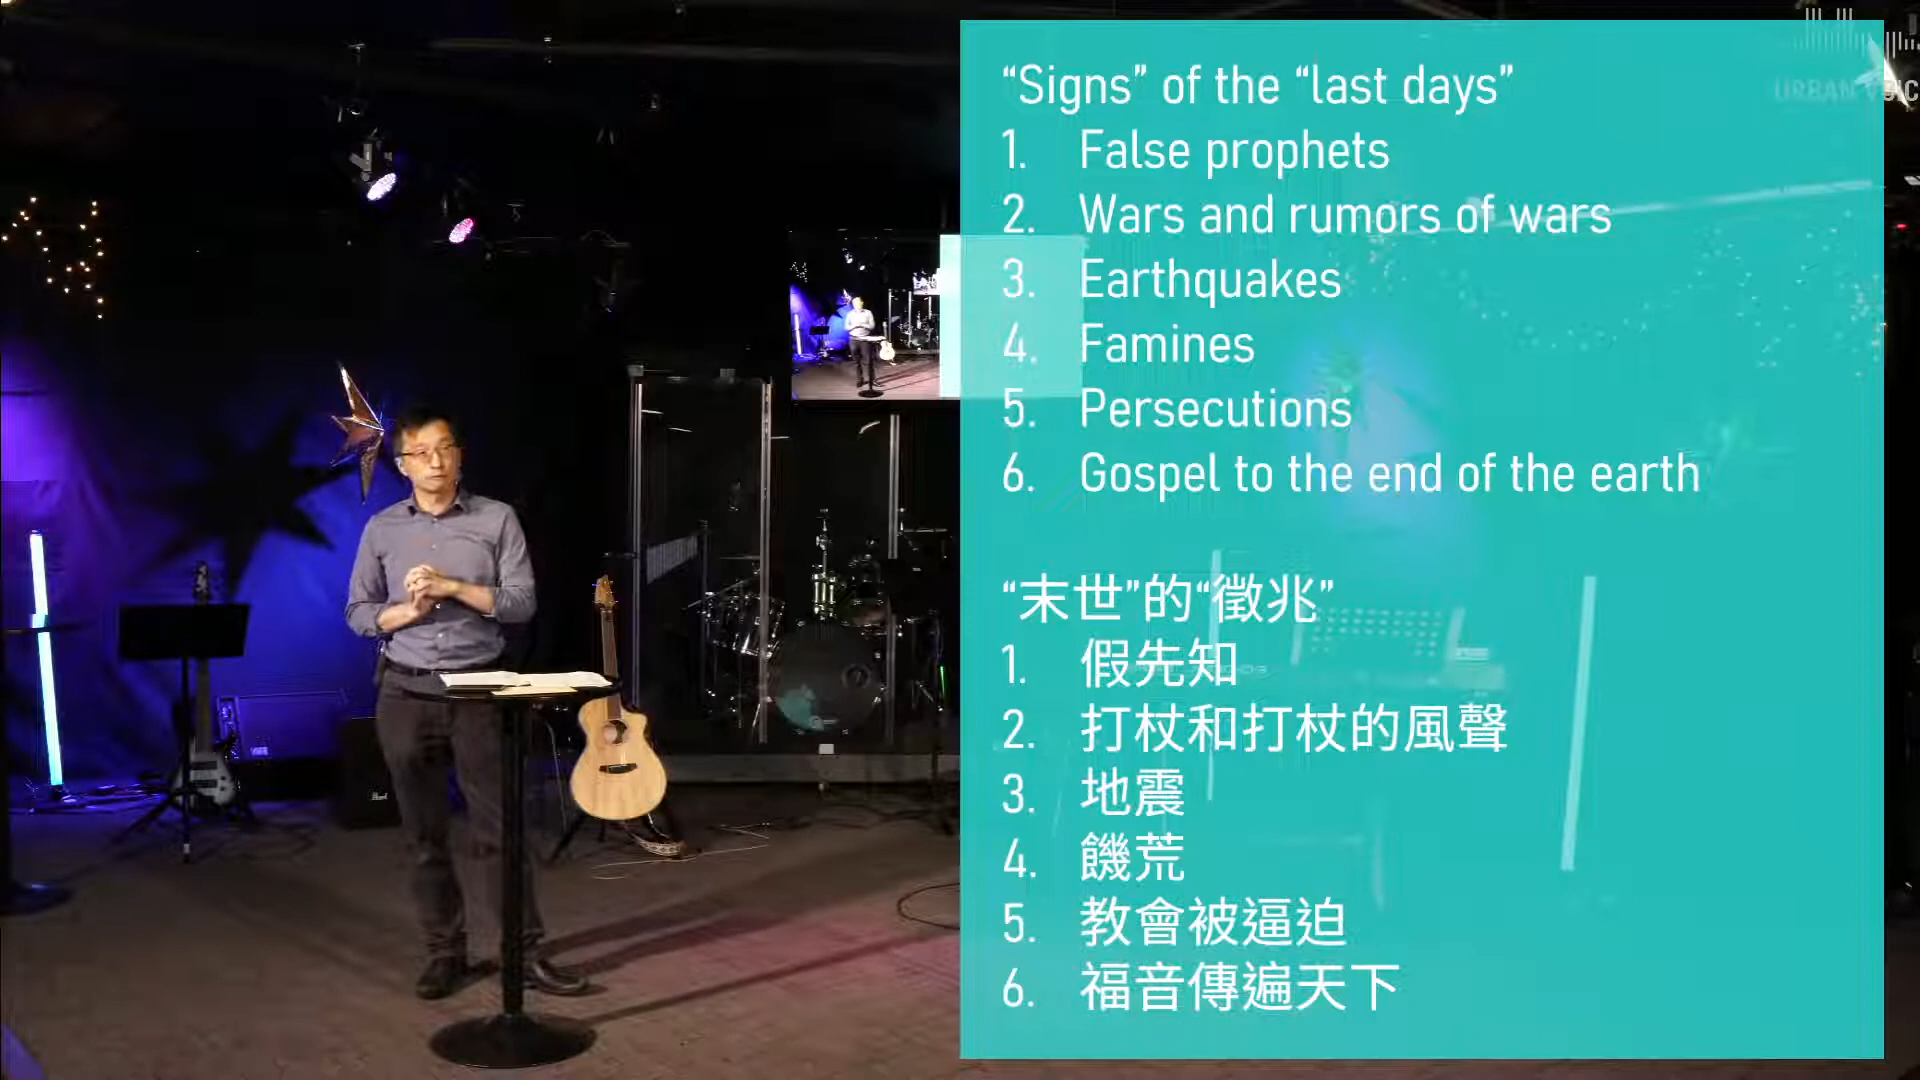 “Signs” of the “last days”
1. False prophets
2. Wars and rumors of wars
3. Earthquakes
4. Famines
5. Persecutions
6. Gospel to the end of the earth
“末世”的“徵兆”
1. 假先知
2. 打杖和打杖的風聲
3. 地震
4. 饑荒
5. 教會被逼迫
6. 福音傳遍天下
URBAN